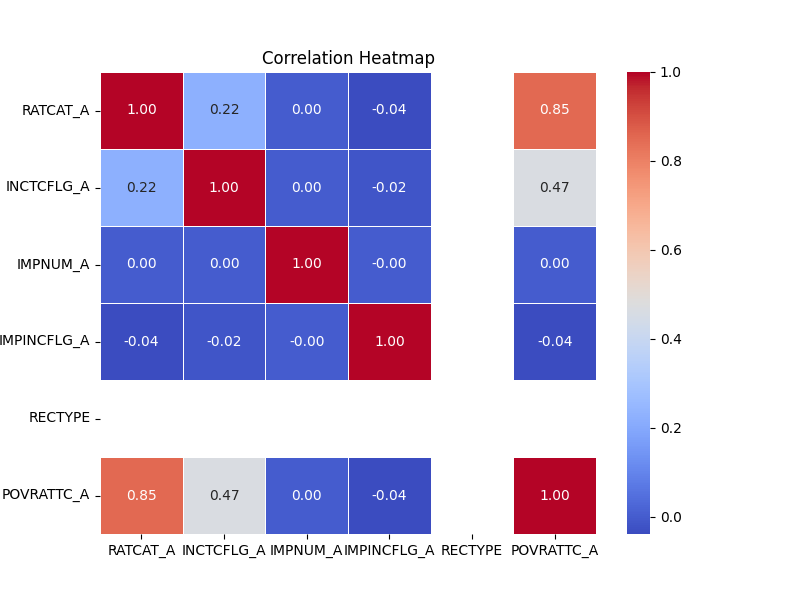 Correlation Heatmap
RATCAT_A 1.00 0.22 0.00 -0.04 0.85
INCTCFLG_A 0.22 1.00 0.00 -0.02 0.47
IMPNUM_A 0.00 0.00 1.00 -0.00 0.00
IMPINCFLG_A -0.04 -0.02 -0.00 1.00 -0.04
RECTYPE
POVRATTC_A 0.85 0.47 0.00 -0.04 1.00
RATCAT_A INCTCFLG_A IMPNUM_A IMPINCFLG_A RECTYPE POVRATTC_A
1.0
0.8
0.6
0.4
0.2
0.0